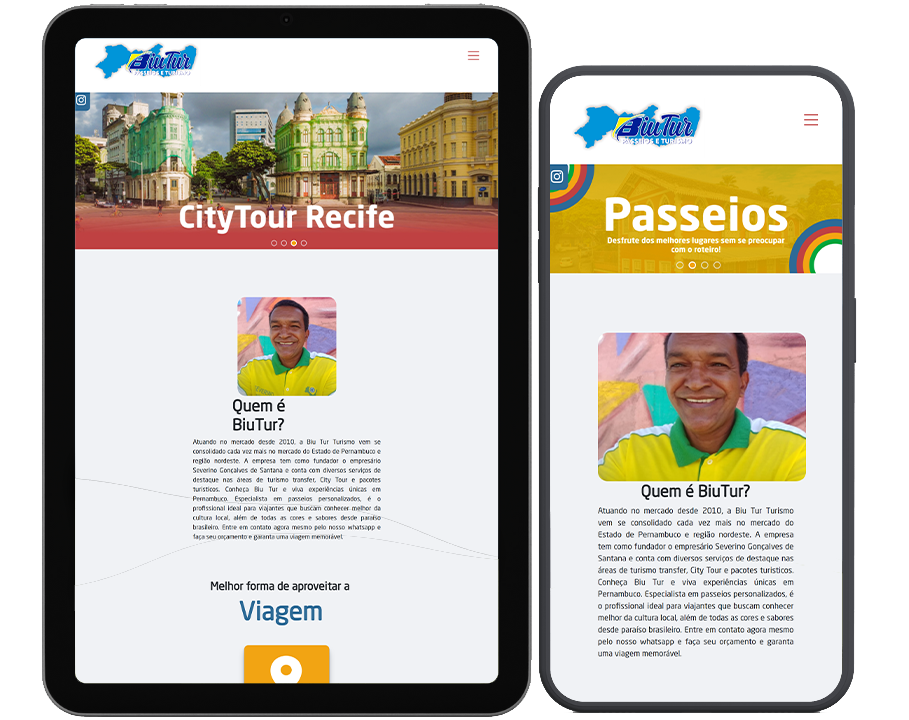 BiuTur
PASSEIOS E TURISMO
CityTour Recife
Quem é
BiuTur?
Atuando no mercado desde 2010, a Biu Tur Turismo vem se
consolidado cada vez mais no mercado do Estado de Pernambuco e
região nordeste. A empresa tem como fundador o empresário
Severino Gonçalves de Santana e conta com diversos serviços de
destaque nas áreas de turismo transfer, City Tour e pacotes
turisticos. Conheça Biu Tur e viva experiências únicas em
Pernambuco. Especialista em passeios personalizados, é o
profissional ideal para viajantes que buscam conhecer melhor da
cultura local, além de todas as cores e sabores desde paraíso
brasileiro. Entre em contato agora mesmo pelo nosso whatsapp e
faça seu orçamento e garanta uma viagem memorável.
Melhor forma de aproveitar a
Viagem
BiuTur
PASSEIOS E TURISMO
Passeios
Desfrute dos melhores lugares sem se preocupar
com o roteiro!
Quem é BiuTur?
Atuando no mercado desde 2010, a Biu Tur Turismo
vem se consolidado cada vez mais no mercado do
Estado de Pernambuco e região nordeste. A empresa
tem como fundador o empresário Severino Gonçalves de
Santana e conta com diversos serviços de destaque nas
áreas de turismo transfer, City Tour e pacotes turisticos.
Conheça Biu Tur e viva experiências únicas em
Pernambuco. Especialista em passeios personalizados, é
o profissional ideal para viajantes que buscam conhecer
melhor da cultura local, além de todas as cores e sabores
desde paraíso brasileiro. Entre em contato agora mesmo
pelo nosso whatsapp e faça seu orçamento e garanta
uma viagem memorável.